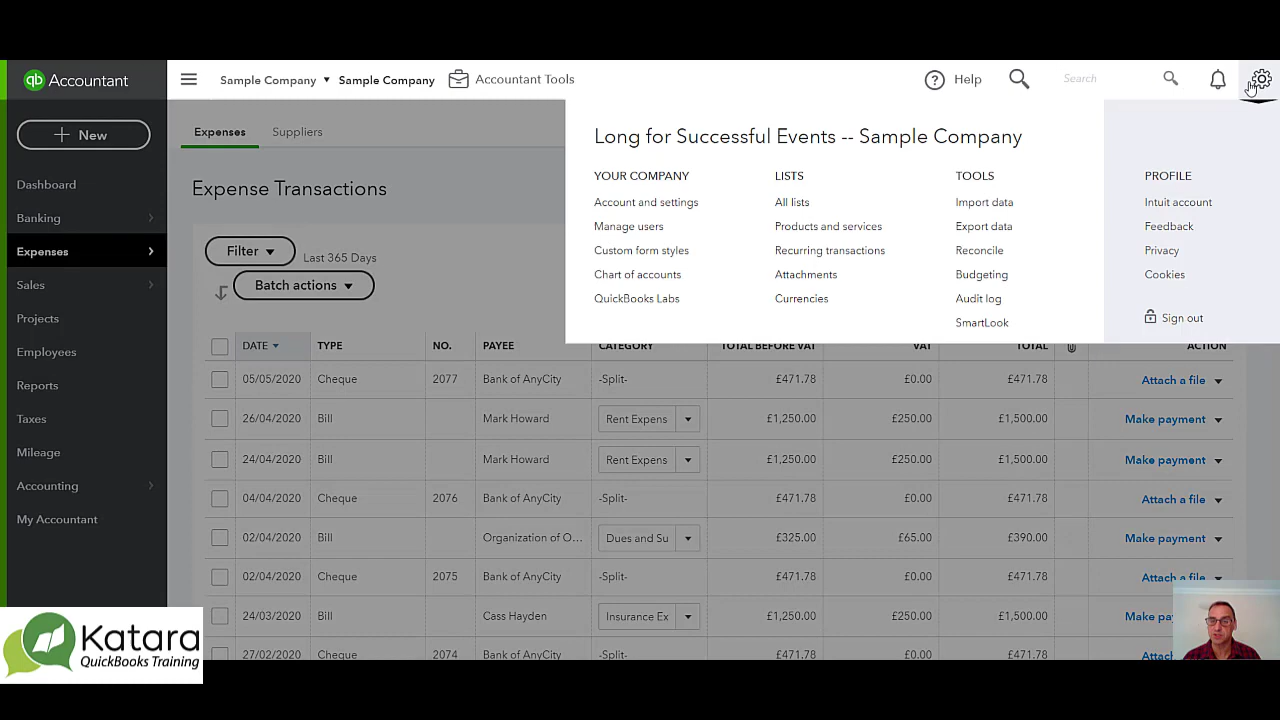 qb Accountant
Sample Company Sample Company Accountant Tools Help Search
New
Dashboard
Banking
Expenses
Sales
Projects
Employees
Reports
Taxes
Mileage
Accounting
My Accountant
Expenses Suppliers
Expense Transactions
Filter Last 365 Days
Batch actions
Long for Successful Events -- Sample Company
YOUR COMPANY
Account and settings
Manage users
Custom form styles
Chart of accounts
QuickBooks Labs
LISTS
All lists
Products and services
Recurring transactions
Attachments
Currencies
TOOLS
Import data
Export data
Reconcile
Budgeting
Audit log
SmartLook
PROFILE
Intuit account
Feedback
Privacy
Cookies
Sign out
DATE TYPE NO. PAYEE CATEGORY TOTAL BEFORE VAT VAT TOTAL ACTION
05/05/2020 Cheque 2077 Bank of AnyCity -Split- £471.78 £0.00 £471.78 Attach a file
26/04/2020 Bill Mark Howard Rent Expens £1,250.00 £250.00 £1,500.00 Make payment
24/04/2020 Bill Mark Howard Rent Expens £1,250.00 £250.00 £1,500.00 Make payment
04/04/2020 Cheque 2076 Bank of AnyCity -Split- £471.78 £0.00 £471.78 Attach a file
02/04/2020 Bill Organization of O... Dues and Su £325.00 £65.00 £390.00 Make payment
02/04/2020 Cheque 2075 Bank of AnyCity -Split- £471.78 £0.00 £471.78 Attach a file
24/03/2020 Bill Cass Hayden Insurance Ex £1,250.00 £250.00 £1,500.00 Make pa
27/02/2020 Cheque 2074 Bank of AnyCity -Split- £471.78 £0.00 £471.78 Attac
Katara
QuickBooks Training